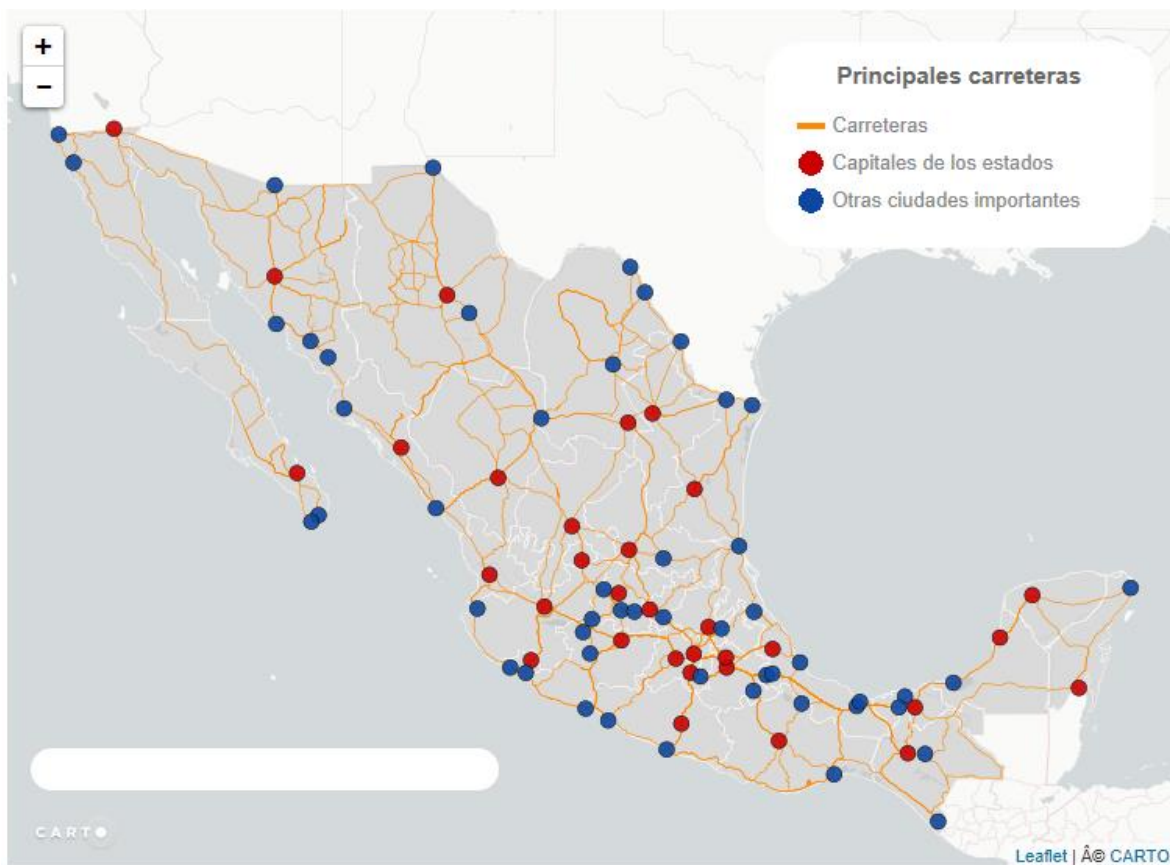 +
−
Principales carreteras
Carreteras
Capitales de los estados
Otras ciudades importantes
CARTO
Leaflet | Â© CARTO